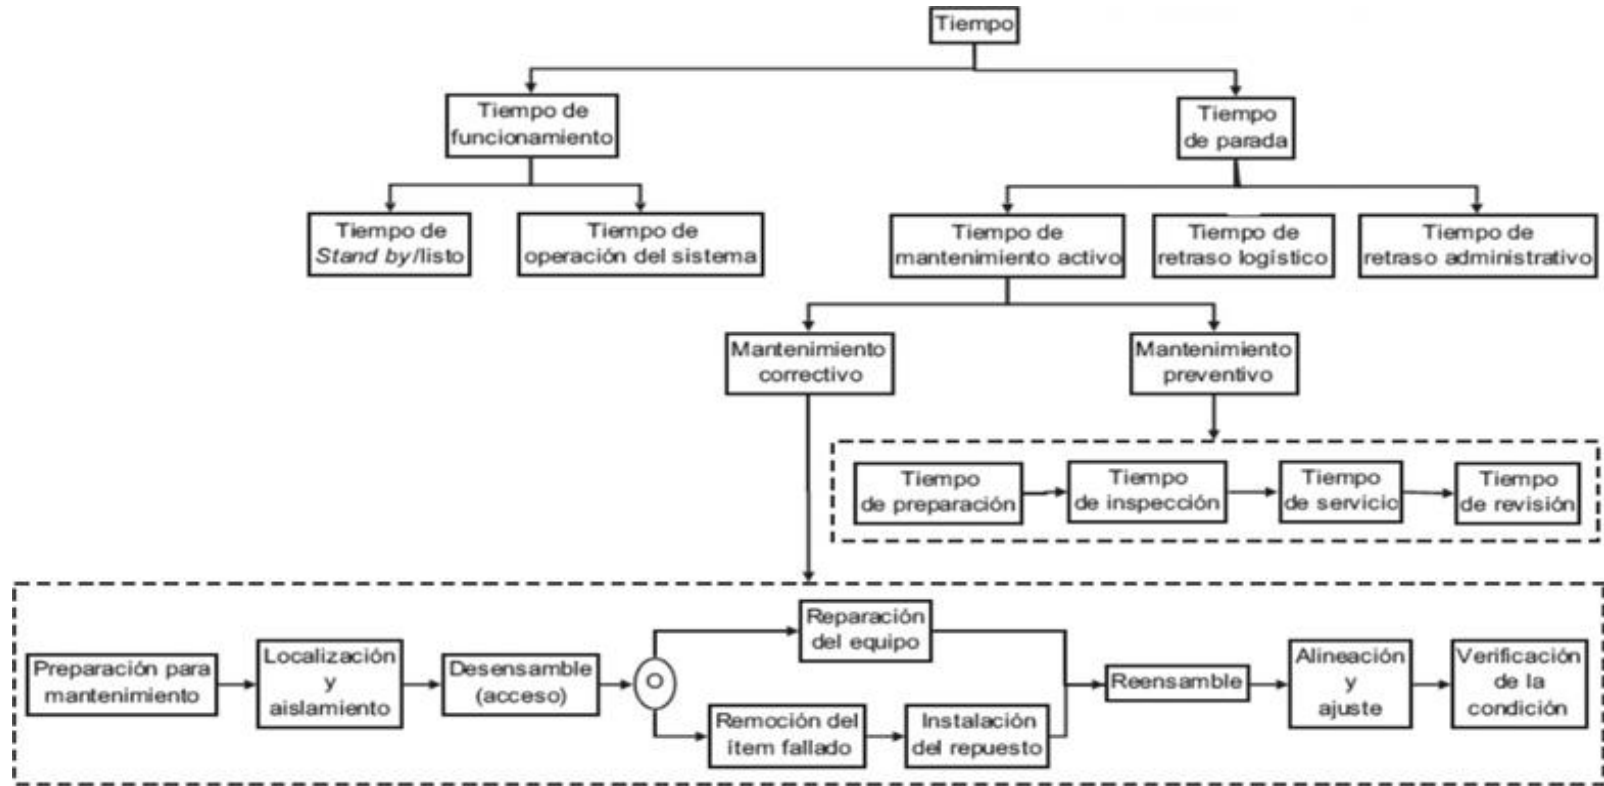 Tiempo
Tiempo de
funcionamiento
Tiempo
de parada
Tiempo de
Stand by/listo
Tiempo de
operación del sistema
Tiempo de
mantenimiento activo
Tiempo de
retraso logístico
Tiempo de
retraso administrativo
Mantenimiento
correctivo
Mantenimiento
preventivo
Tiempo
de preparación
Tiempo
de inspección
Tiempo
de servicio
Tiempo
de revisión
Preparación para
mantenimiento
Localización
y
aislamiento
Desensamble
(acceso)
O
Reparación
del equipo
Remoción del
ítem fallado
Instalación
del repuesto
Reensamble
Alineación
y
ajuste
Verificación
de la
condición